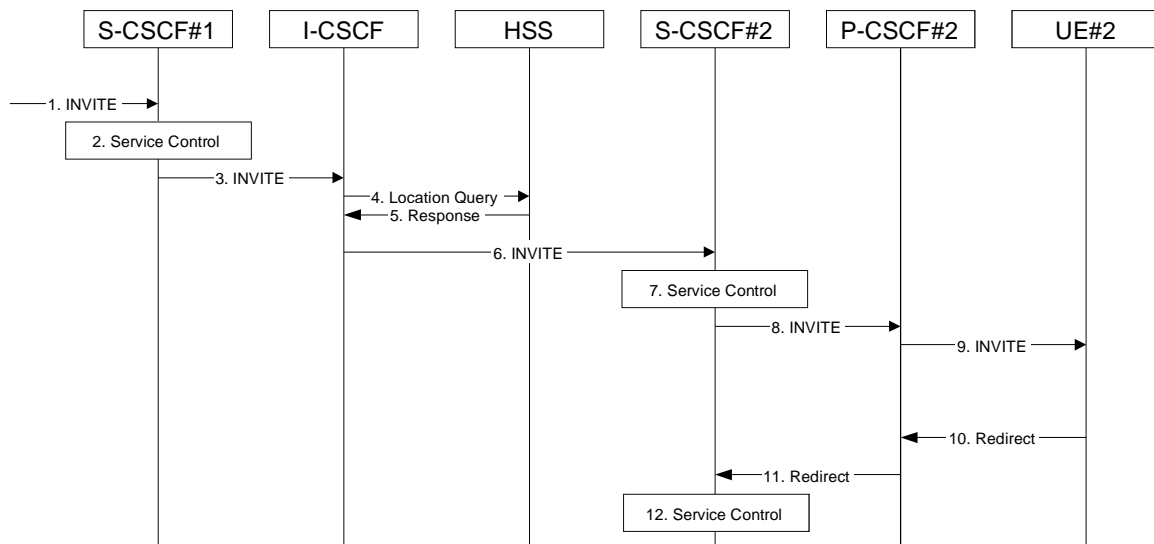 S-CSCF#1
I-CSCF
HSS
S-CSCF#2
P-CSCF#2
UE#2
1. INVITE
2. Service Control
3. INVITE
4. Location Query
5. Response
6. INVITE
7. Service Control
8. INVITE
9. INVITE
10. Redirect
11. Redirect
12. Service Control